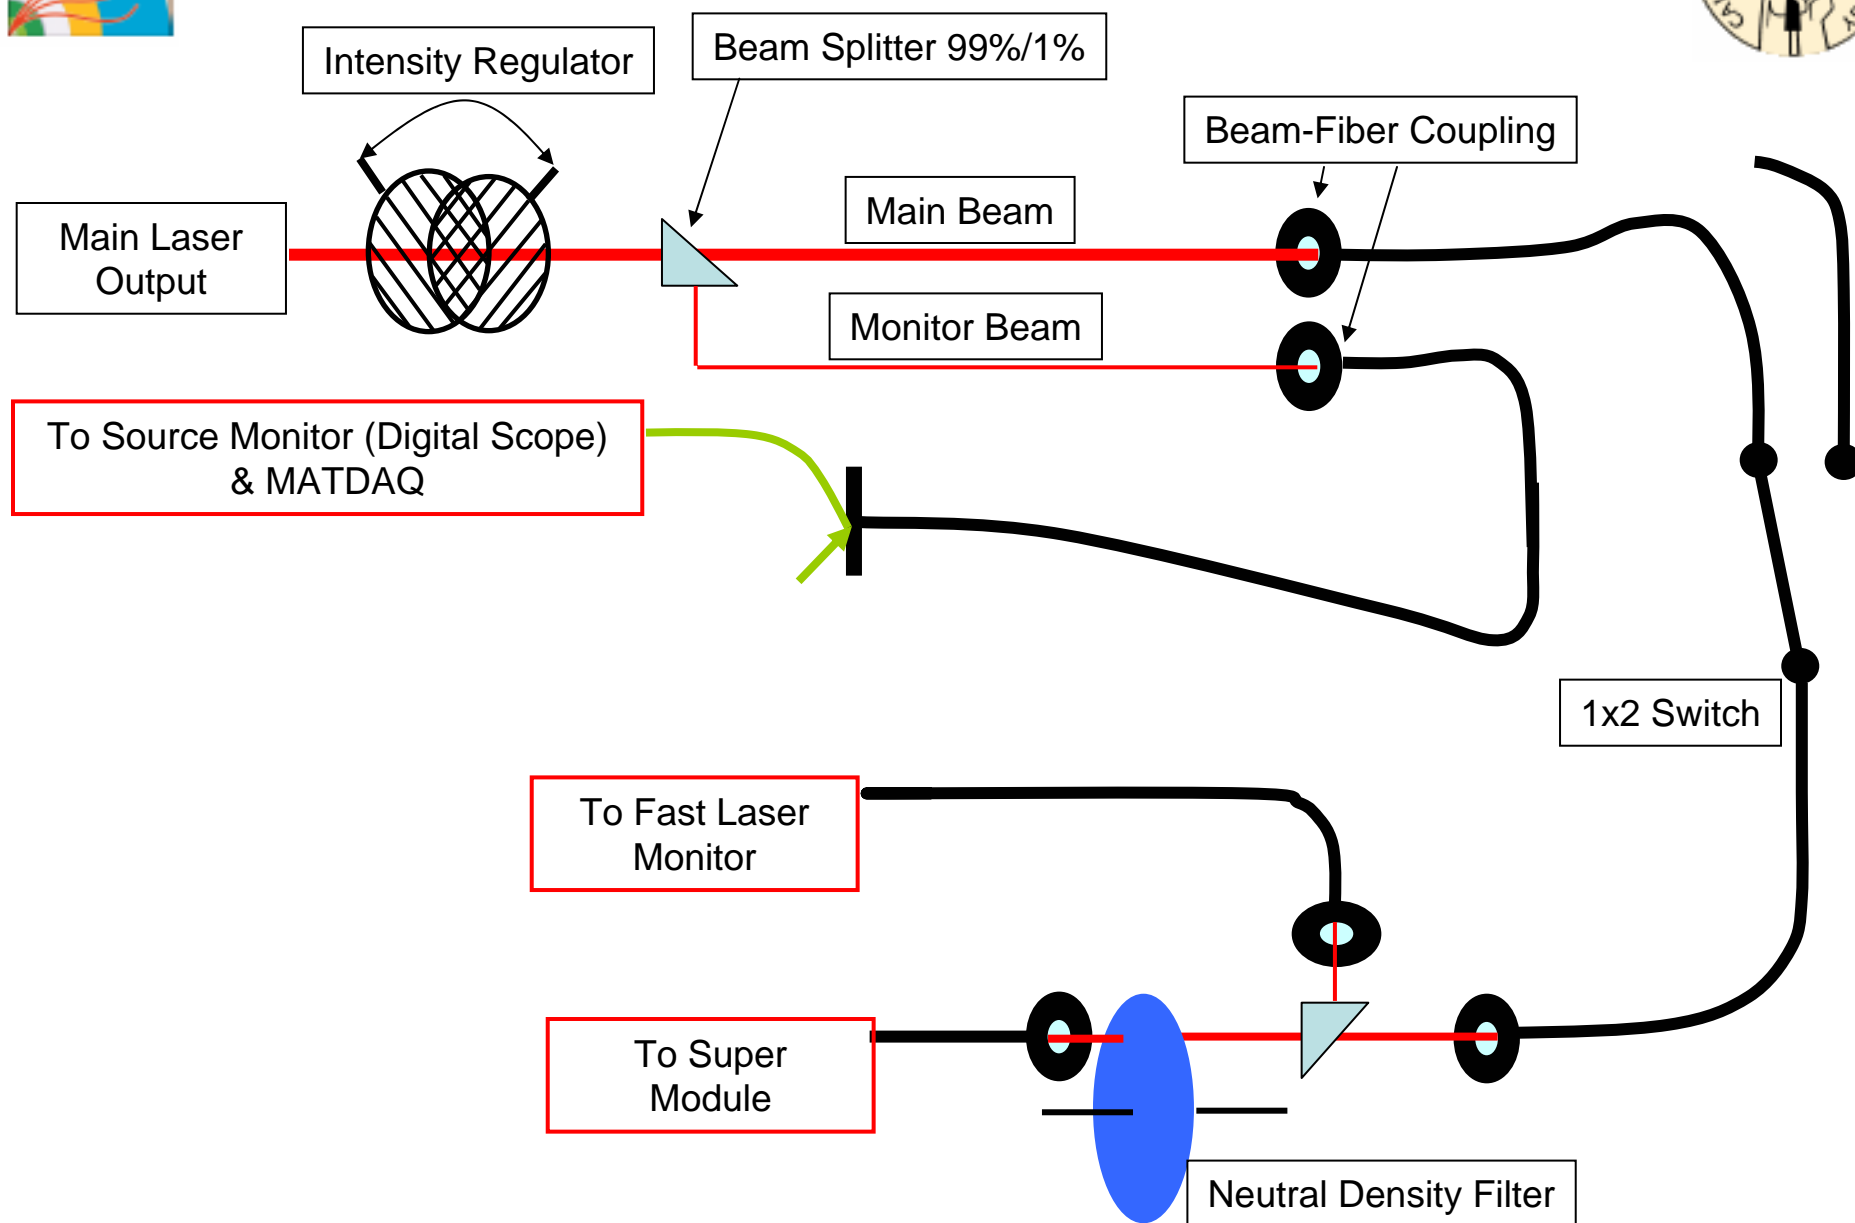 Intensity Regulator
Beam Splitter 99%/1%
Beam-Fiber Coupling
Main Laser
Output
Main Beam
Monitor Beam
To Source Monitor (Digital Scope)
& MATDAQ
1x2 Switch
To Fast Laser
Monitor
To Super
Module
Neutral Density Filter